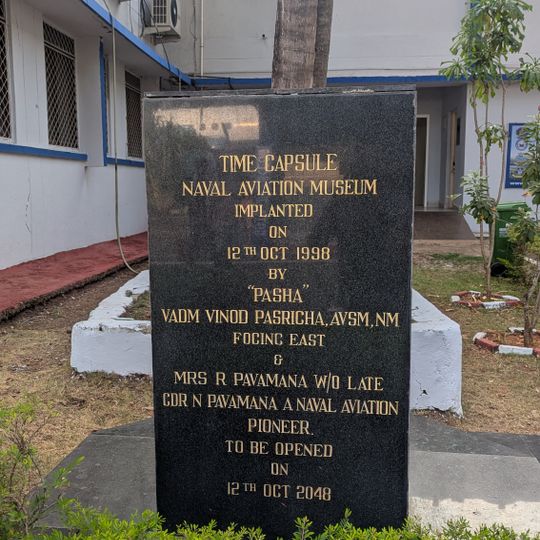 TIME CAPSULE
NAVAL AVIATION MUSEUM
IMPLANTED
ON
12TH OCT 1998
BY
"PASHA"
VADM VINOD PASRICHA, AVSM, NM
FOCINC EAST
&
MRS R PAVAMANA W/O LATE
CDR N PAVAMANA A NAVAL AVIATION
PIONEER.
TO BE OPENED
ON
12TH OCT 2048